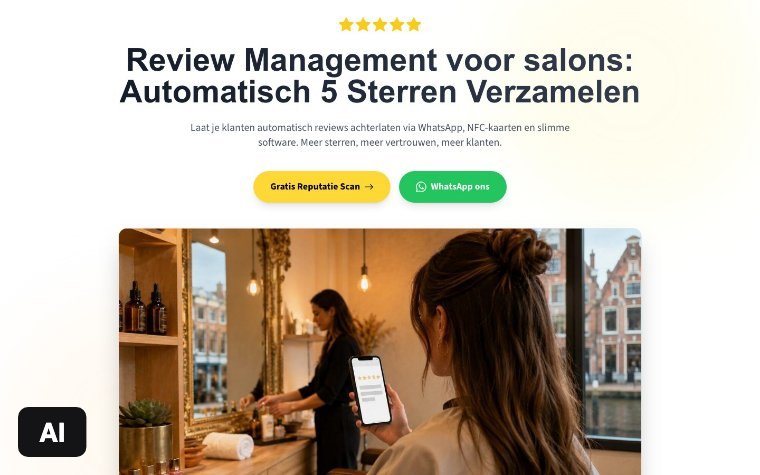 Review Management voor salons:
Automatisch 5 Sterren Verzamelen
Laat je klanten automatisch reviews achterlaten via WhatsApp, NFC-kaarten en slimme
software. Meer sterren, meer vertrouwen, meer klanten.
Gratis Reputatie Scan →
WhatsApp ons
AI